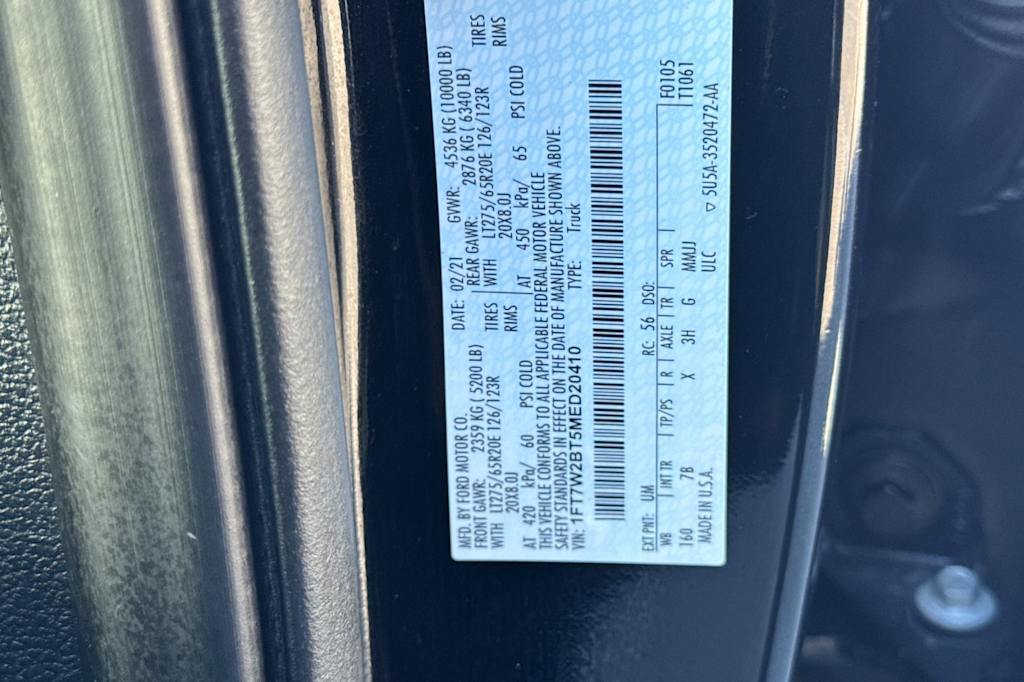 MFD. BY FORD MOTOR CO.
DATE: 02/21 GVWR: 4536 KG (10000 LB)
FRONT GAWR: 2359 KG ( 5200 LB)
REAR GAWR: 2876 KG ( 6340 LB)
WITH LT275/65R20E 126/123R TIRES
WITH LT275/65R20E 126/123R TIRES
20X8.0J RIMS
20X8.0J RIMS
AT 420 kPa/ 60 PSI COLD
AT 450 kPa/ 65 PSI COLD
THIS VEHICLE CONFORMS TO ALL APPLICABLE FEDERAL MOTOR VEHICLE
SAFETY STANDARDS IN EFFECT ON THE DATE OF MANUFACTURE SHOWN ABOVE.
VIN: 1FT7W2BT5MED20410 TYPE: Truck
EXT PNT: UM RC: 56 DSO: F0105
WB INT TR TP/PS R AXLE TR SPR T1061
160 7B X 3H G MMJJ
MADE IN U.S.A. ULC
5U5A-3520472-AA